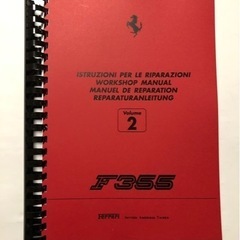 ISTRUZIONI PER LE RIPARAZIONI
WORKSHOP MANUAL
MANUEL DE REPARATION
REPARATURANLEITUNG
Volume
2
F355
FERRARI